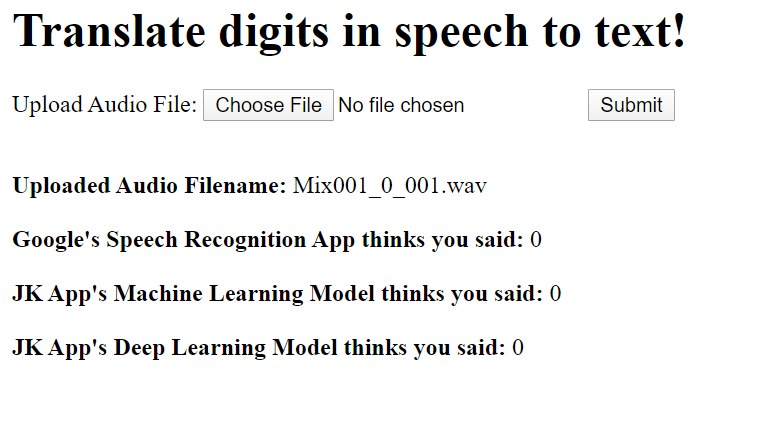 Translate digits in speech to text!
Upload Audio File: Choose File No file chosen Submit
Uploaded Audio Filename: Mix001_0_001.wav
Google's Speech Recognition App thinks you said: 0
JK App's Machine Learning Model thinks you said: 0
JK App's Deep Learning Model thinks you said: 0